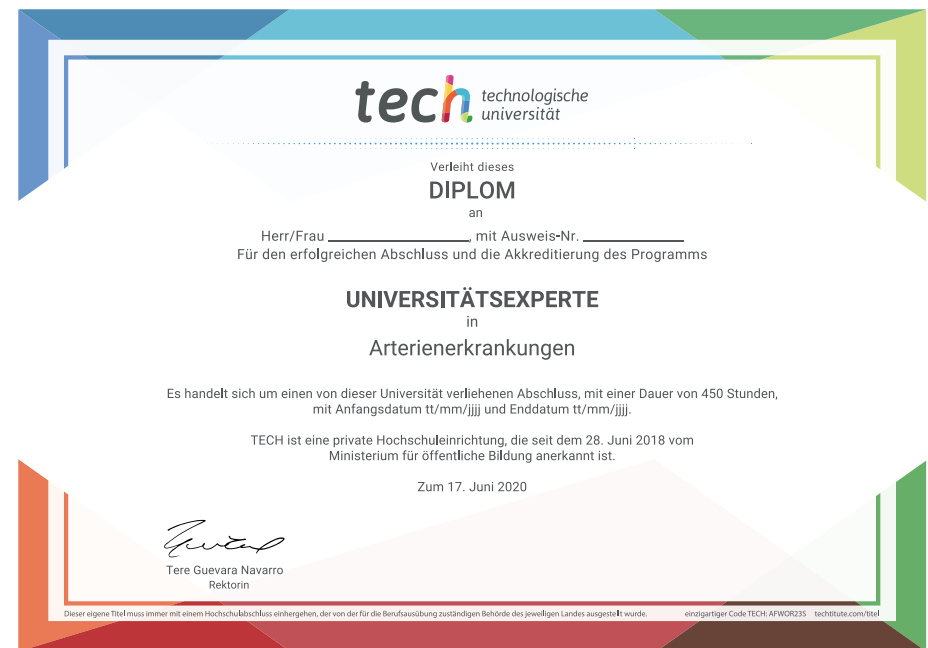 tech technologische
universität
Verleiht dieses
DIPLOM
an
Herr/Frau ____________________, mit Ausweis-Nr. ______________
Für den erfolgreichen Abschluss und die Akkreditierung des Programms
UNIVERSITÄTSEXPERTE
in
Arterienerkrankungen
Es handelt sich um einen von dieser Universität verliehenen Abschluss, mit einer Dauer von 450 Stunden,
mit Anfangsdatum tt/mm/jjjj und Enddatum tt/mm/jjjj.
TECH ist eine private Hochschuleinrichtung, die seit dem 28. Juni 2018 vom
Ministerium für öffentliche Bildung anerkannt ist.
Zum 17. Juni 2020
Tere Guevara Navarro
Rektorin
Dieser eigene Titel muss immer mit einem Hochschulabschluss einhergehen, der von der für die Berufsausübung zuständigen Behörde des jeweiligen Landes ausgestellt wurde. einzigartiger Code TECH: AFWOR23S techtitute.com/titel